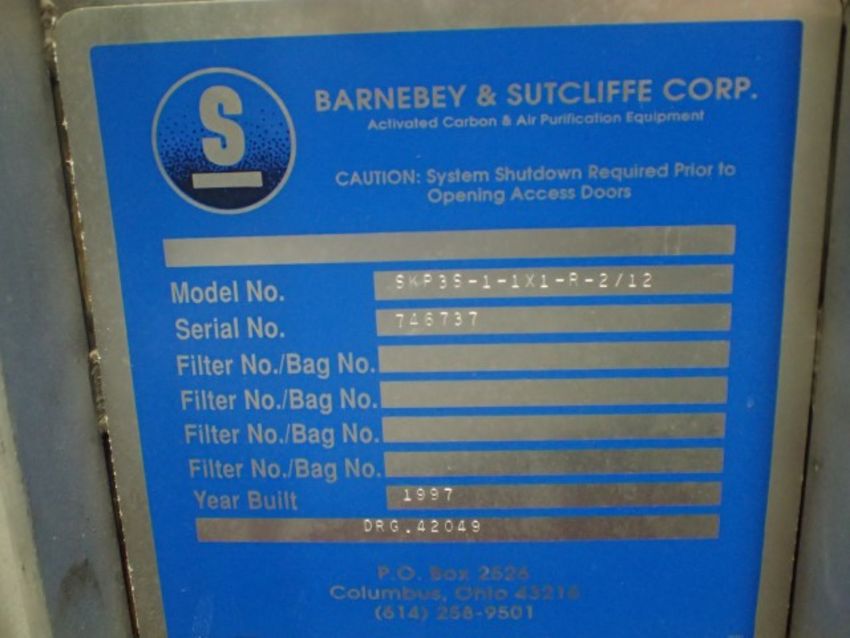 S
BARNEBEY & SUTCLIFFE CORP.
Activated Carbon & Air Purification Equipment
CAUTION: System Shutdown Required Prior to
Opening Access Doors
Model No. SKP3S-1-1X1-R-2/12
Serial No. 746737
Filter No./Bag No.
Filter No./Bag No.
Filter No./Bag No.
Filter No./Bag No.
Year Built 1997
DRG.42049
P.O. Box 2526
Columbus, Ohio 43216
(614) 258-9501